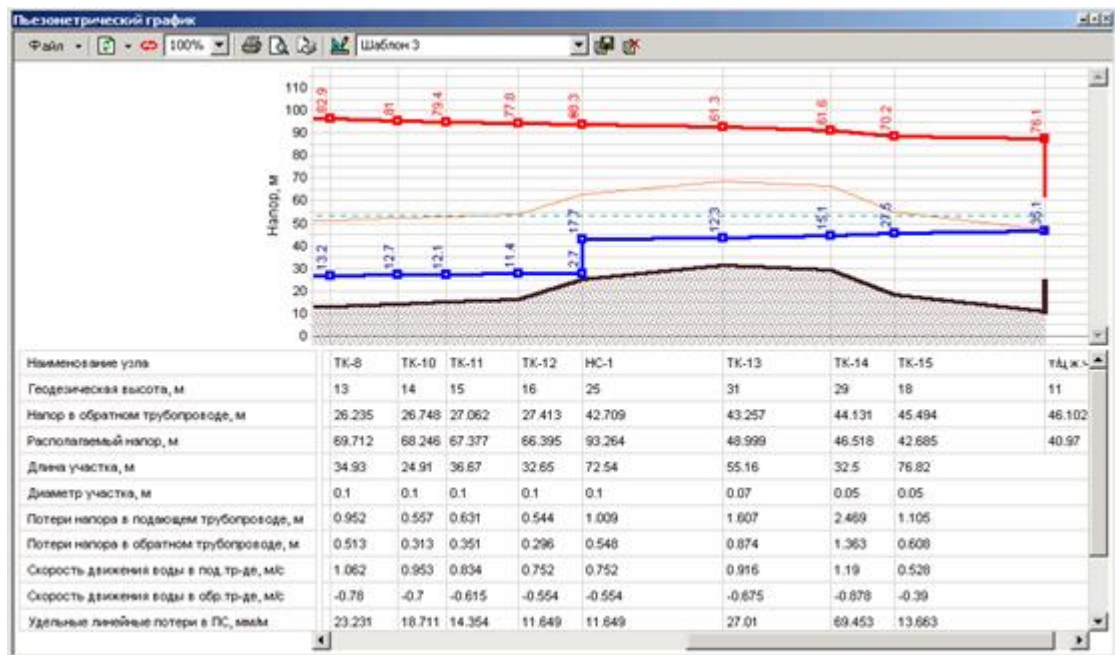 Пьезометрический график
Файл 100% Шаблон 3
Напор, м
110
100
90
80
70
60
50
40
30
20
10
0
82.9 81 79.4 77.8 68.3 61.3 61.6 70.2 76.1
13.2 12.7 12.1 11.4 2.7 17.7 12.3 15.1 27.5 35.1
Наименование узла ТК-8 ТК-10 ТК-11 ТК-12 НС-1 ТК-13 ТК-14 ТК-15
Геодезическая высота, м 13 14 15 16 25 31 29 18 11
Напор в обратном трубопроводе, м 26.235 26.748 27.062 27.413 42.709 43.257 44.131 45.494 46.102
Располагаемый напор, м 69.712 68.246 67.377 66.395 93.264 48.999 46.518 42.685 40.97
Длина участка, м 34.93 24.91 36.67 32.65 72.54 55.16 32.5 76.82
Диаметр участка, м 0.1 0.1 0.1 0.1 0.1 0.07 0.05 0.05
Потери напора в подающем трубопроводе, м 0.952 0.557 0.631 0.544 1.009 1.607 2.469 1.105
Потери напора в обратном трубопроводе, м 0.513 0.313 0.351 0.296 0.548 0.874 1.363 0.608
Скорость движения воды в под.тр-де, м/с 1.062 0.953 0.834 0.752 0.752 0.916 1.19 0.528
Скорость движения воды в обр.тр-де, м/с -0.78 -0.7 -0.615 -0.554 -0.554 -0.675 -0.878 -0.39
Удельные линейные потери в ПС, мм/м 23.231 18.711 14.354 11.649 11.649 27.01 69.453 13.663